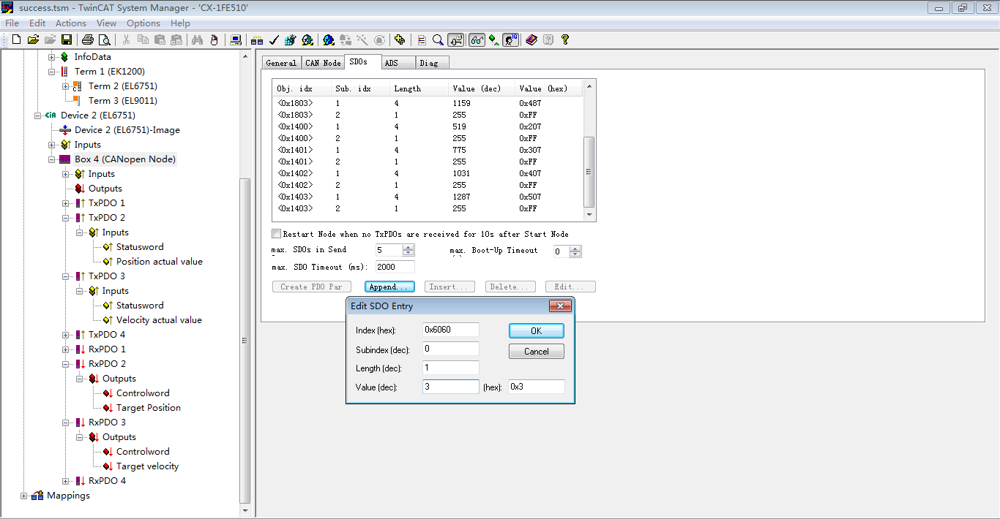 success.tsm - TwinCAT System Manager - 'CX-1FE510'
File Edit Actions View Options Help
InfoData
Term 1 (EK1200)
Term 2 (EL6751)
Term 3 (EL9011)
Device 2 (EL6751)
Device 2 (EL6751)-Image
Inputs
Box 4 (CANopen Node)
Inputs
Outputs
TxPDO 1
TxPDO 2
Inputs
Statusword
Position actual value
TxPDO 3
Inputs
Statusword
Velocity actual value
TxPDO 4
RxPDO 1
RxPDO 2
Outputs
Controlword
Target Position
RxPDO 3
Outputs
Controlword
Target velocity
RxPDO 4
Mappings
General CAN Node SDOs ADS Diag
Obj. idx Sub. idx Length Value (dec) Value (hex)
<0x1803> 1 4 1159 0x487
<0x1803> 2 1 255 0xFF
<0x1400> 1 4 519 0x207
<0x1400> 2 1 255 0xFF
<0x1401> 1 4 775 0x307
<0x1401> 2 1 255 0xFF
<0x1402> 1 4 1031 0x407
<0x1402> 2 1 255 0xFF
<0x1403> 1 4 1287 0x507
<0x1403> 2 1 255 0xFF
Restart Node when no TxPDOs are received for 10s after Start Node
max. SDOs in Send 5 max. Boot-Up Timeout 0
max. SDO Timeout (ms): 2000
Create PDO Par Append... Insert... Delete... Edit...
Edit SDO Entry
Index (hex): 0x6060 OK
Subindex (dec): 0 Cancel
Length (dec): 1
Value (dec): 3 (hex): 0x3